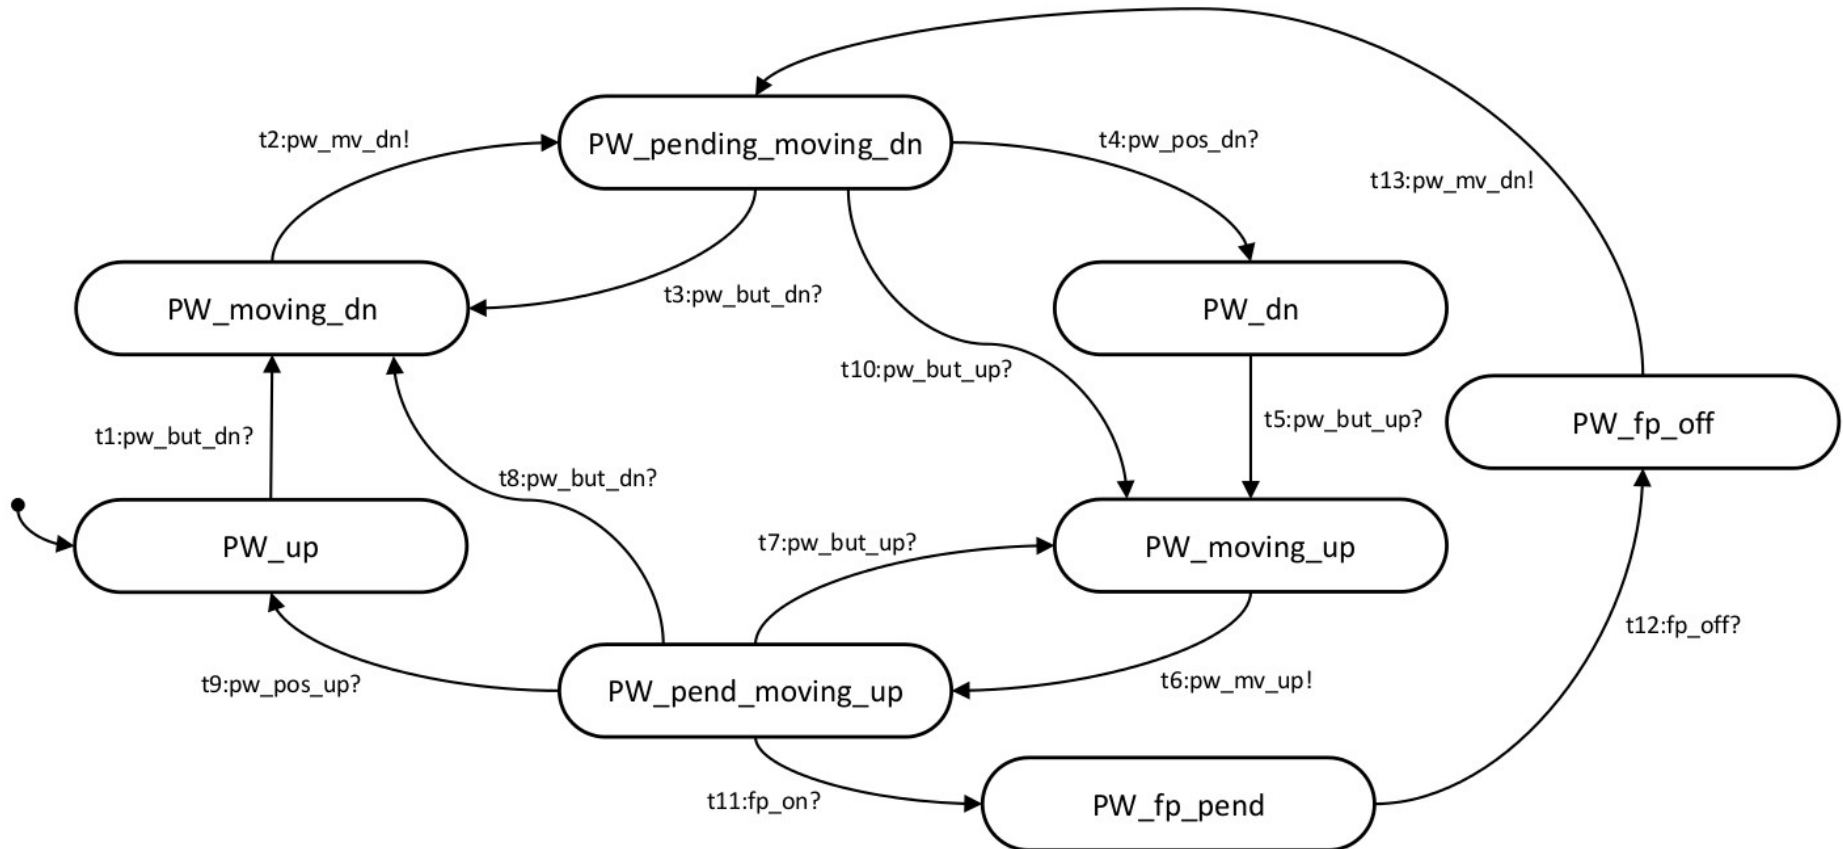 t2:pw_mv_dn!
PW_pending_moving_dn
t4:pw_pos_dn?
t13:pw_mv_dn!
PW_moving_dn
t3:pw_but_dn?
PW_dn
t10:pw_but_up?
t1:pw_but_dn?
t5:pw_but_up?
PW_fp_off
t8:pw_but_dn?
PW_up
t7:pw_but_up?
PW_moving_up
t12:fp_off?
t9:pw_pos_up?
PW_pend_moving_up
t6:pw_mv_up!
t11:fp_on?
PW_fp_pend